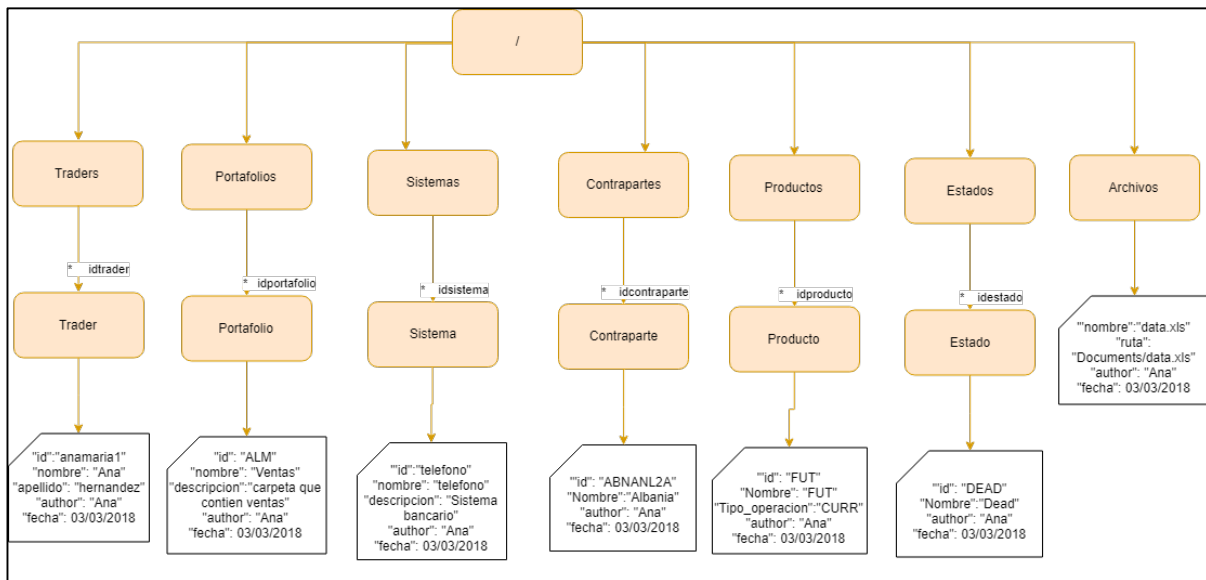 /
Traders
Portafolios
Sistemas
Contrapartes
Productos
Estados
Archivos
* idtrader
* idportafolio
* idsistema
* idcontraparte
* idproducto
* idestado
Trader
Portafolio
Sistema
Contraparte
Producto
Estado
"'nombre":"data.xls"
"ruta":
"Documents/data.xls"
"author": "Ana"
"fecha": 03/03/2018
"id":"anamaria1"
"nombre": "Ana"
"apellido": "hernandez"
"author": "Ana"
"fecha": 03/03/2018
"id": "ALM"
"nombre": "Ventas"
"descripcion":"carpeta que
contien ventas"
"author": "Ana"
"fecha": 03/03/2018
"'id":"telefono"
"nombre": "telefono"
"descripcion": "Sistema
bancario"
"author": "Ana"
"fecha": 03/03/2018
"'id": "ABNANL2A"
"Nombre":"Albania"
"author": "Ana"
"fecha": 03/03/2018
"'id": "FUT"
"Nombre": "FUT"
"Tipo_operacion":"CURR"
"author": "Ana"
"fecha": 03/03/2018
"id": "DEAD"
"Nombre":"Dead"
"author": "Ana"
"fecha": 03/03/2018